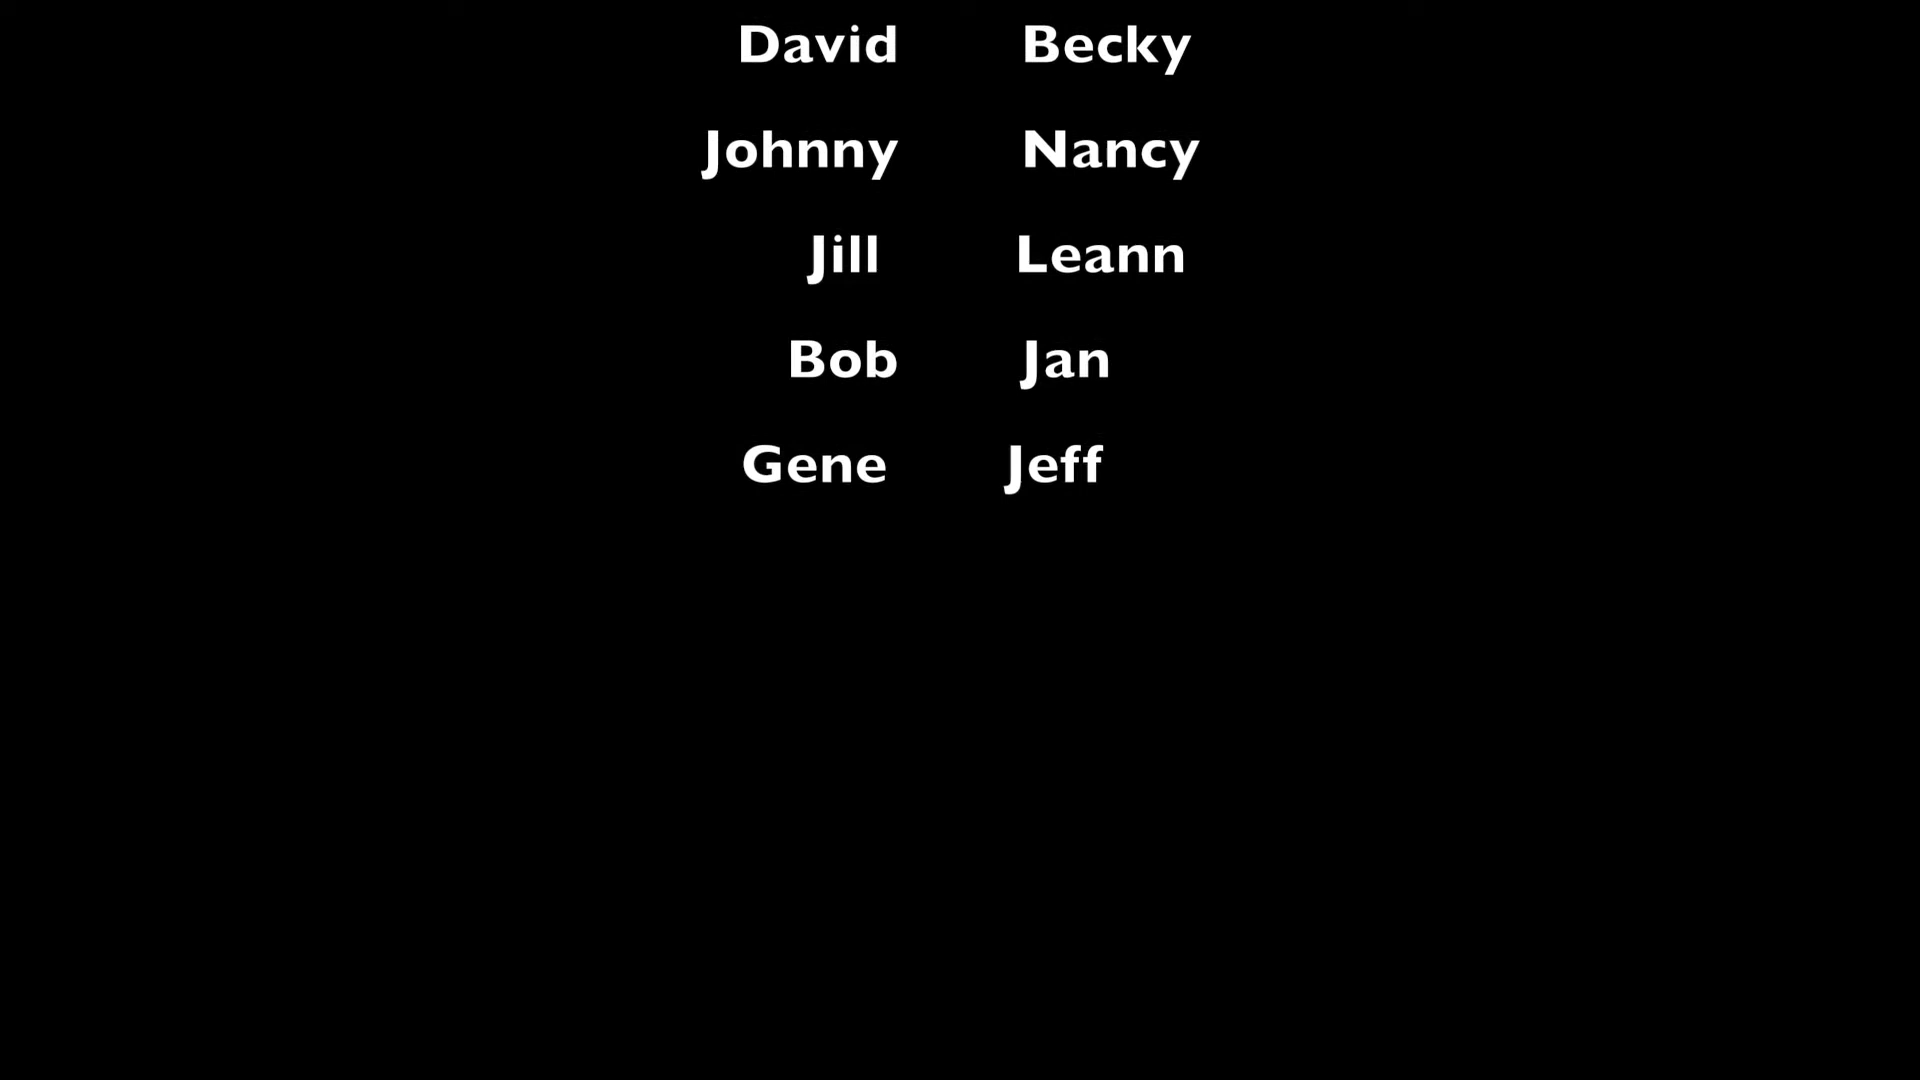 David Becky
Johnny Nancy
Jill Leann
Bob Jan
Gene Jeff